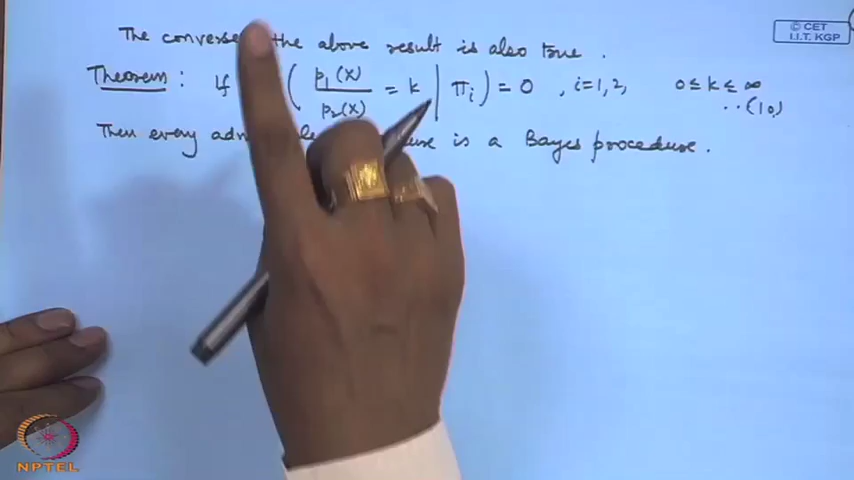 The converse the above result is also true .
© CET
I.I.T. KGP
Theorem : If ( p₁(X) / p₂(X) = k | Πᵢ ) = 0 , i=1,2, 0 ≤ k ≤ ∞
..(10)
Then every is a Bayes procedure .
NPTEL